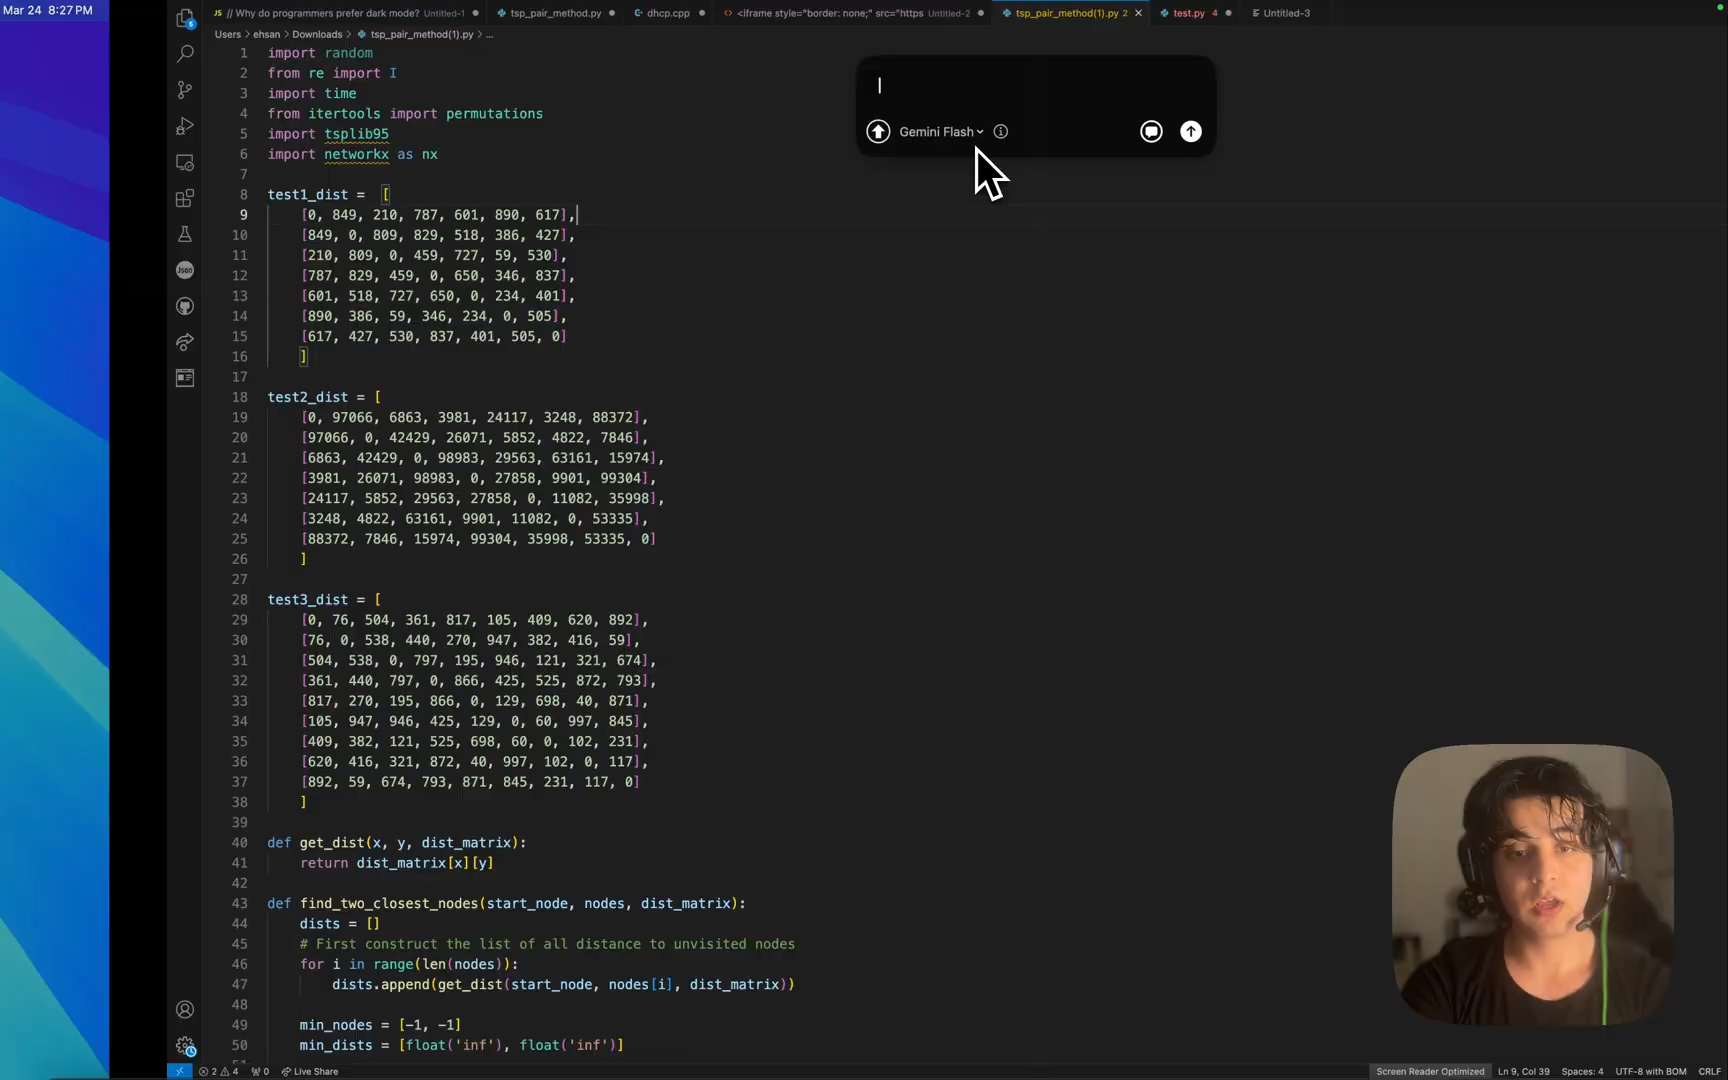 Mar 24 8:27 PM
// Why do programmers prefer dark mode? Untitled-1
tsp_pair_method.py
dhcp.cpp
<iframe style="border: none;" src="https Untitled-2
tsp_pair_method(1).py 2
test.py 4
Untitled-3
Users > ehsan > Downloads > tsp_pair_method(1).py > ...
1 import random
2 from re import I
3 import time
4 from itertools import permutations
5 import tsplib95
6 import networkx as nx
7
8 test1_dist = [
9 [0, 849, 210, 787, 601, 890, 617],
10 [849, 0, 809, 829, 518, 386, 427],
11 [210, 809, 0, 459, 727, 59, 530],
12 [787, 829, 459, 0, 650, 346, 837],
13 [601, 518, 727, 650, 0, 234, 401],
14 [890, 386, 59, 346, 234, 0, 505],
15 [617, 427, 530, 837, 401, 505, 0]
16 ]
17
18 test2_dist = [
19 [0, 97066, 6863, 3981, 24117, 3248, 88372],
20 [97066, 0, 42429, 26071, 5852, 4822, 7846],
21 [6863, 42429, 0, 98983, 29563, 63161, 15974],
22 [3981, 26071, 98983, 0, 27858, 9901, 99304],
23 [24117, 5852, 29563, 27858, 0, 11082, 35998],
24 [3248, 4822, 63161, 9901, 11082, 0, 53335],
25 [88372, 7846, 15974, 99304, 35998, 53335, 0]
26 ]
27
28 test3_dist = [
29 [0, 76, 504, 361, 817, 105, 409, 620, 892],
30 [76, 0, 538, 440, 270, 947, 382, 416, 59],
31 [504, 538, 0, 797, 195, 946, 121, 321, 674],
32 [361, 440, 797, 0, 866, 425, 525, 872, 793],
33 [817, 270, 195, 866, 0, 129, 698, 40, 871],
34 [105, 947, 946, 425, 129, 0, 60, 997, 845],
35 [409, 382, 121, 525, 698, 60, 0, 102, 231],
36 [620, 416, 321, 872, 40, 997, 102, 0, 117],
37 [892, 59, 674, 793, 871, 845, 231, 117, 0]
38 ]
39
40 def get_dist(x, y, dist_matrix):
41 return dist_matrix[x][y]
42
43 def find_two_closest_nodes(start_node, nodes, dist_matrix):
44 dists = []
45 # First construct the list of all distance to unvisited nodes
46 for i in range(len(nodes)):
47 dists.append(get_dist(start_node, nodes[i], dist_matrix))
48
49 min_nodes = [-1, -1]
50 min_dists = [float('inf'), float('inf')]
Gemini Flash
JS
5
Json
2 4 0 Live Share
Screen Reader Optimized Ln 9, Col 39 Spaces: 4 UTF-8 with BOM CRLF